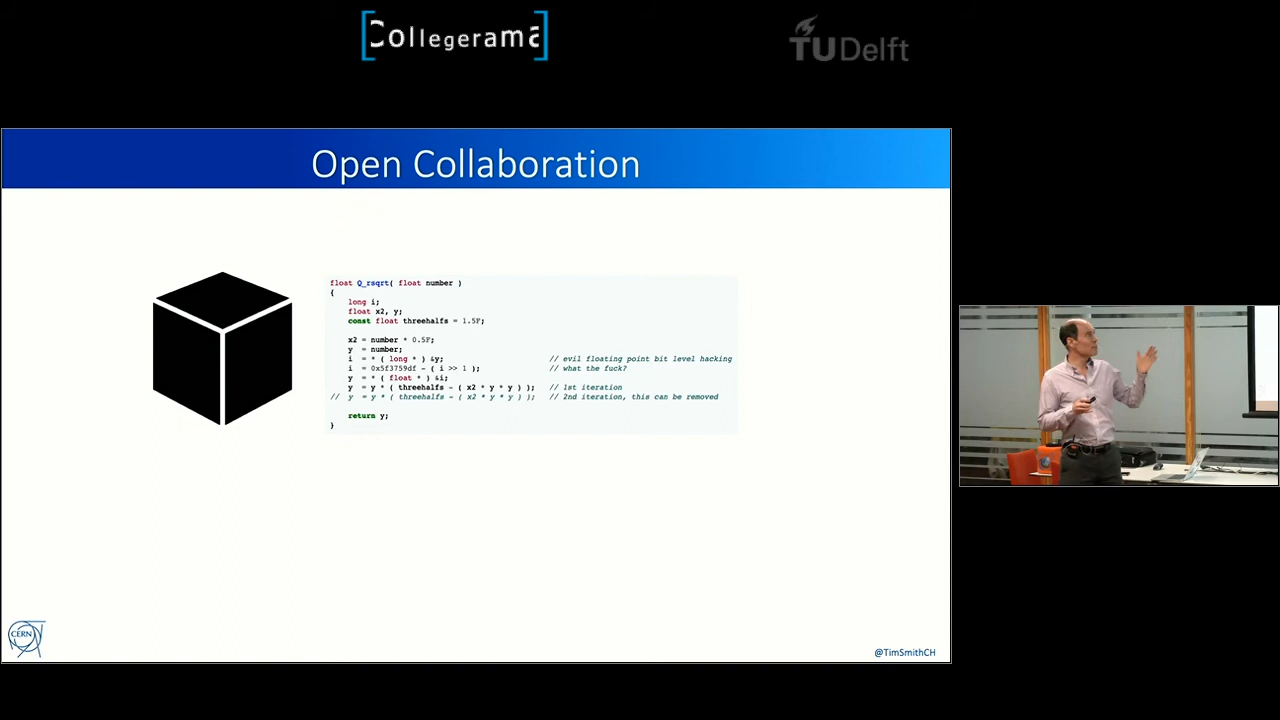 [Collegerama]
TU Delft
Open Collaboration
float Q_rsqrt( float number )
{
long i;
float x2, y;
const float threehalfs = 1.5F;
x2 = number * 0.5F;
y = number;
i = * ( long * ) &y; // evil floating point bit level hacking
i = 0x5f3759df - ( i >> 1 ); // what the fuck?
y = * ( float * ) &i;
y = y * ( threehalfs - ( x2 * y * y ) ); // 1st iteration
// y = y * ( threehalfs - ( x2 * y * y ) ); // 2nd iteration, this can be removed
return y;
}
CERN
@TimSmithCH